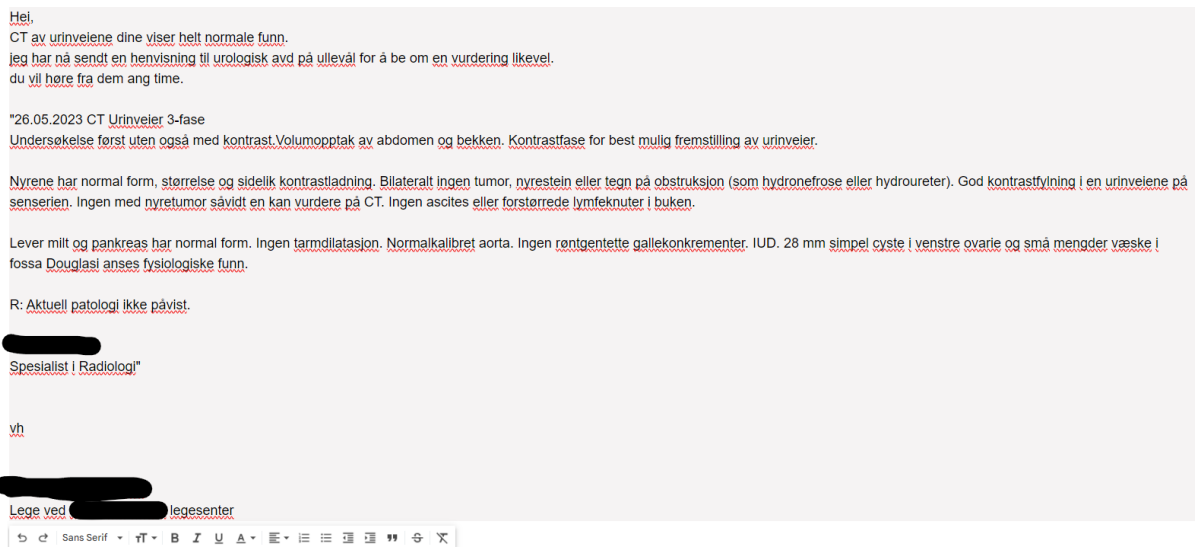 Hei,
CT av urinveiene dine viser helt normale funn.
jeg har nå sendt en henvisning til urologisk avd på ullevål for å be om en vurdering likevel.
du vil høre fra dem ang time.
"26.05.2023 CT Urinveier 3-fase
Undersøkelse først uten også med kontrast.Volumopptak av abdomen og bekken. Kontrastfase for best mulig fremstilling av urinveier.
Nyrene har normal form, størrelse og sidelik kontrastladning. Bilateralt ingen tumor, nyrestein eller tegn på obstruksjon (som hydronefrose eller hydroureter). God kontrastfylning i en urinveiene på
senserien. Ingen med nyretumor såvidt en kan vurdere på CT. Ingen ascites eller forstørrede lymfeknuter i buken.
Lever milt og pankreas har normal form. Ingen tarmdilatasjon. Normalkalibret aorta. Ingen røntgentette gallekonkrementer. IUD. 28 mm simpel cyste i venstre ovarie og små mengder væske i
fossa Douglasi anses fysiologiske funn.
R: Aktuell patologi ikke påvist.
Spesialist i Radiologi"
vh
Lege ved legesenter
Sans Serif